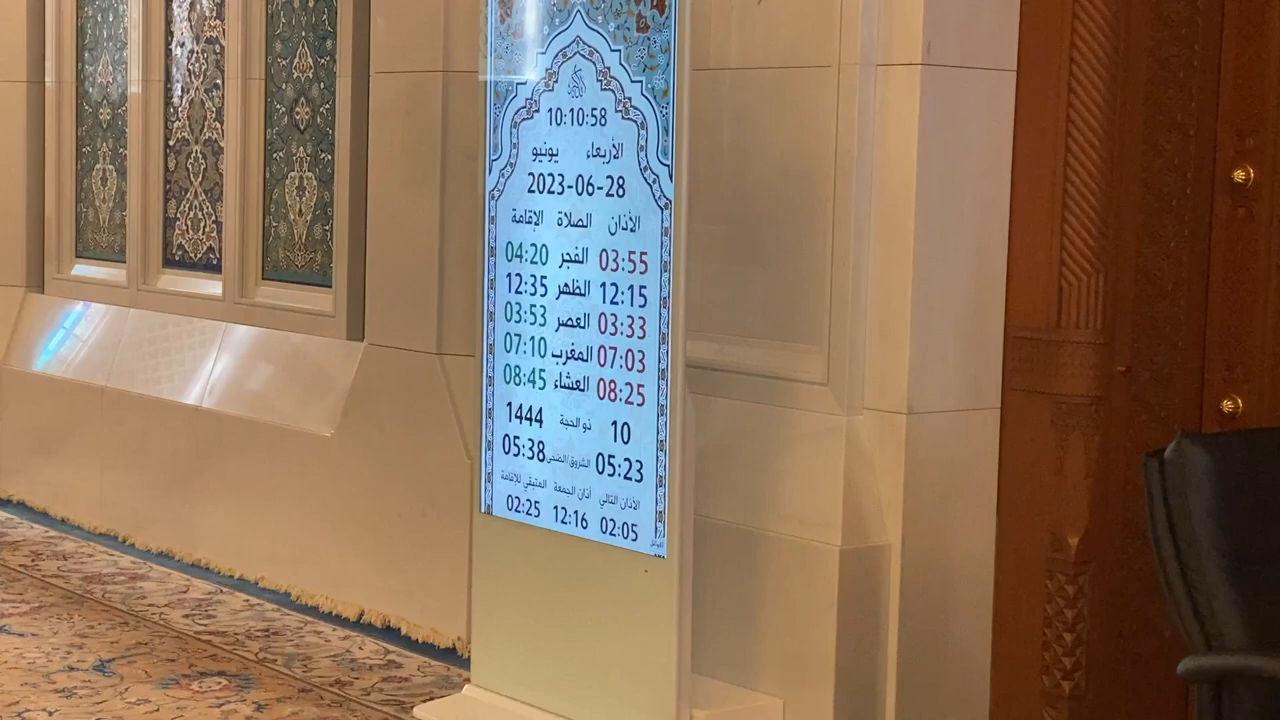 10:10:58
الأربعاء يونيو
2023-06-28
الأذان الصلاة الإقامة
03:55 الفجر 04:20
12:15 الظهر 12:35
03:33 العصر 03:53
07:03 المغرب 07:10
08:25 العشاء 08:45
10 ذو الحجة 1444
05:23 الشروق/الضحى 05:38
الأذان التالي أذان الجمعة المتبقي للإقامة
02:05 12:16 02:25